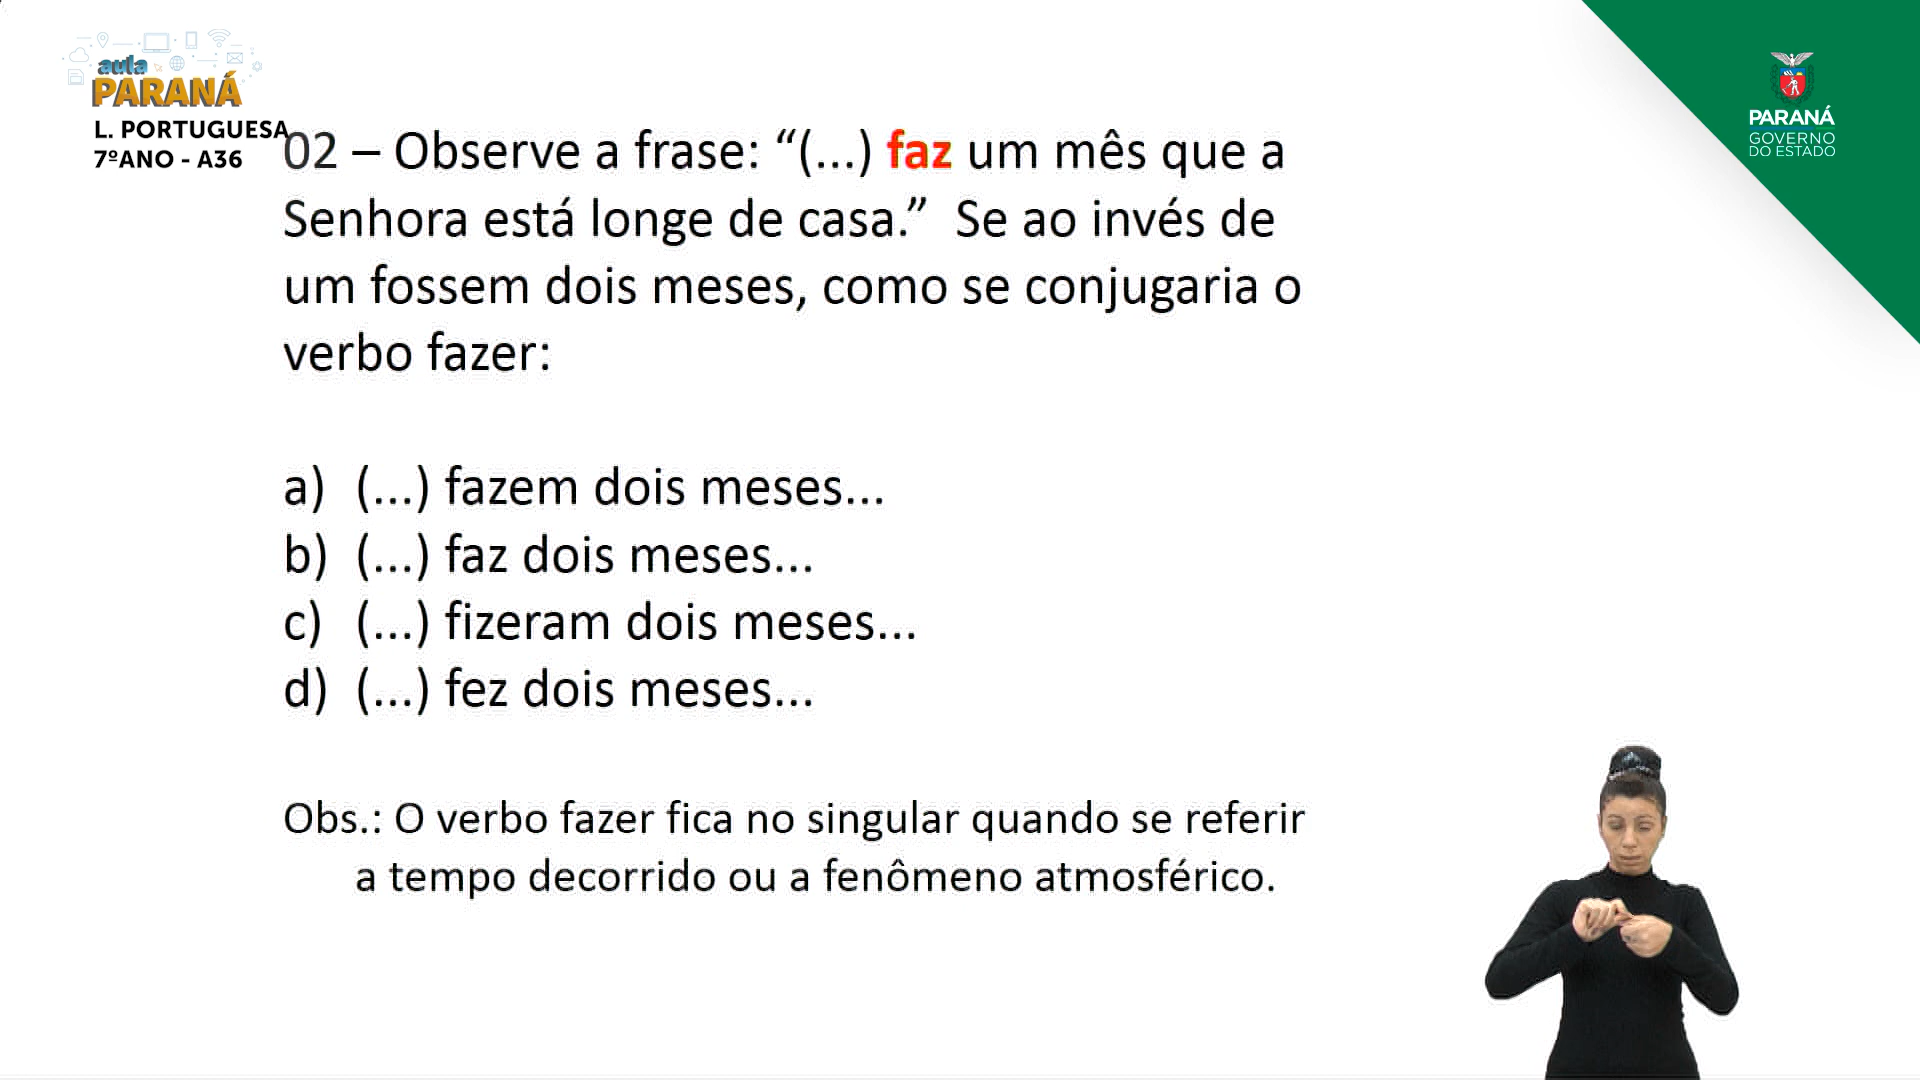 aula
PARANÁ
L. PORTUGUESA
7ºANO - A36
PARANÁ
GOVERNO
DO ESTADO
02 – Observe a frase: “(...) faz um mês que a
Senhora está longe de casa.”  Se ao invés de
um fossem dois meses, como se conjugaria o
verbo fazer:
a) (...) fazem dois meses...
b) (...) faz dois meses...
c) (...) fizeram dois meses...
d) (...) fez dois meses...
Obs.: O verbo fazer fica no singular quando se referir
a tempo decorrido ou a fenômeno atmosférico.